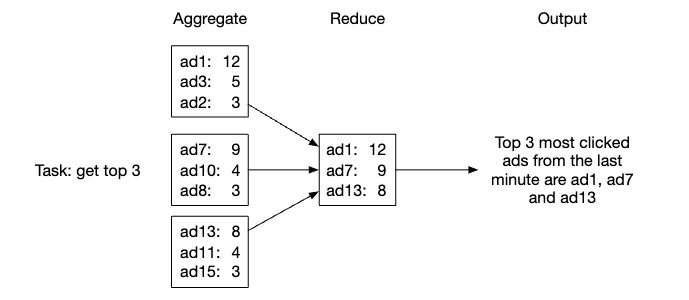 Aggregate
Reduce
Output
ad1: 12
ad3: 5
ad2: 3
Task: get top 3
ad7: 9
ad10: 4
ad8: 3
ad13: 8
ad11: 4
ad15: 3
ad1: 12
ad7: 9
ad13: 8
Top 3 most clicked
ads from the last
minute are ad1, ad7
and ad13